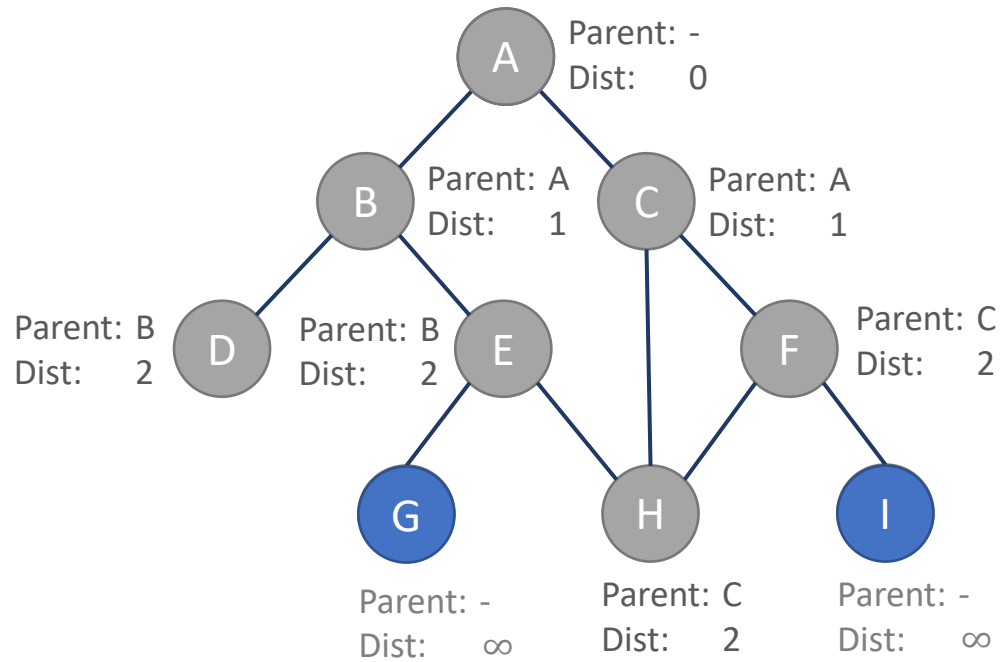 A
Parent: -
Dist: 0
B
Parent: A
Dist: 1
C
Parent: A
Dist: 1
Parent: B
Dist: 2
D
Parent: B
Dist: 2
E
F
Parent: C
Dist: 2
G
H
I
Parent: -
Dist: ∞
Parent: C
Dist: 2
Parent: -
Dist: ∞